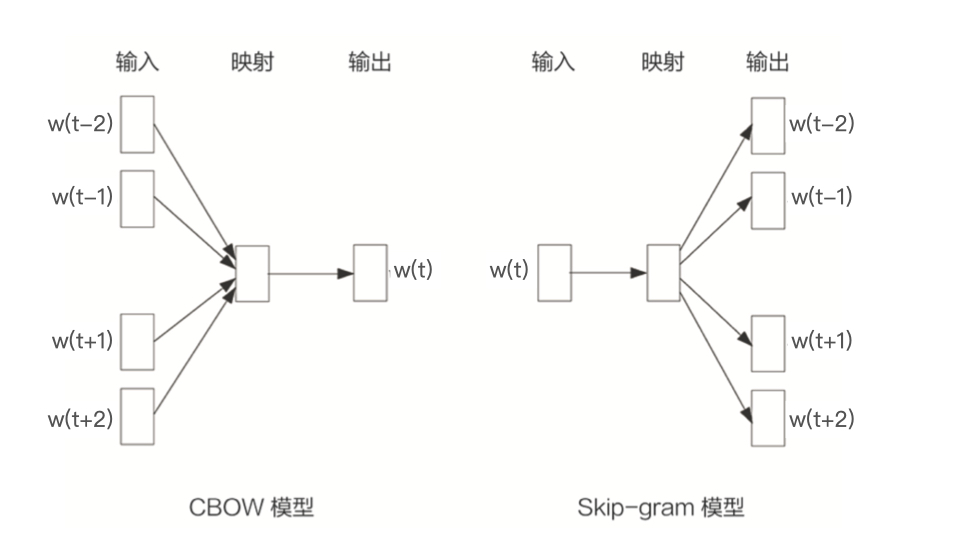 输入 映射 输出
w(t-2)
w(t-1)
w(t)
w(t+1)
w(t+2)
CBOW 模型
输入 映射 输出
w(t-2)
w(t-1)
w(t)
w(t+1)
w(t+2)
Skip-gram 模型